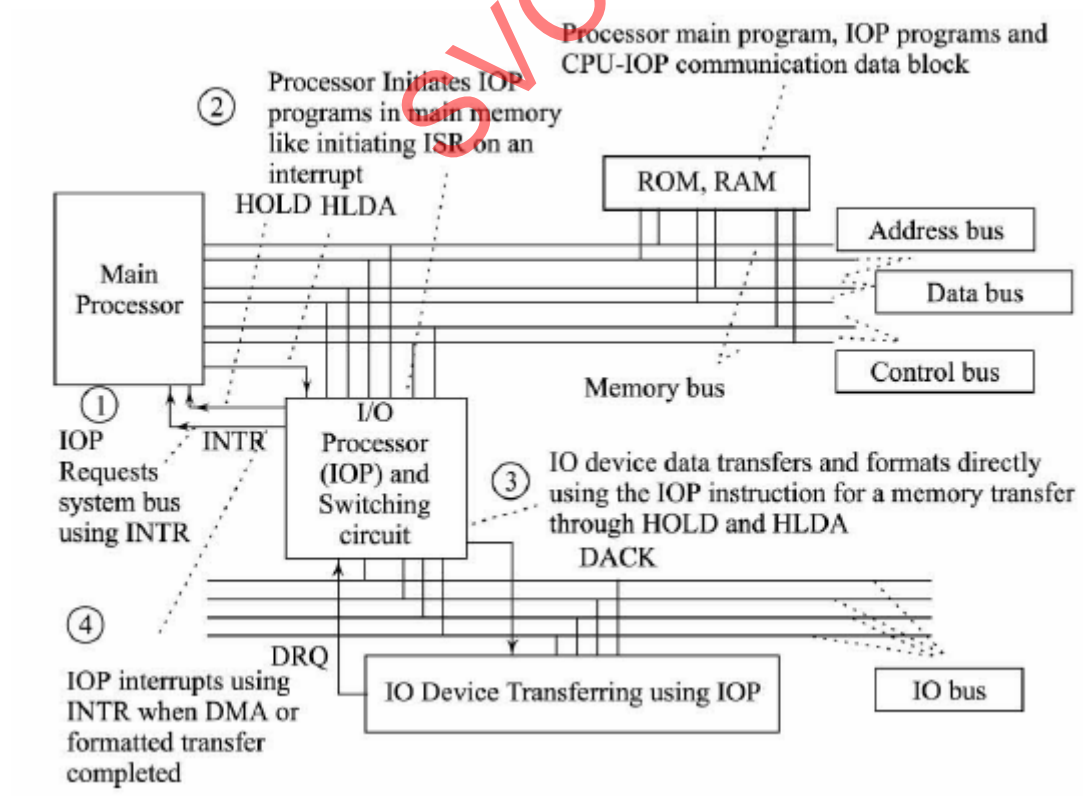 SVC
Processor main program, IOP programs and
CPU-IOP communication data block
2
Processor Initiates IOP
programs in main memory
like initiating ISR on an
interrupt
HOLD HLDA
ROM, RAM
Address bus
Main
Processor
Data bus
Memory bus
Control bus
1
IOP
Requests
system bus
using INTR
INTR
I/O
Processor
(IOP) and
Switching
circuit
3
IO device data transfers and formats directly
using the IOP instruction for a memory transfer
through HOLD and HLDA
DACK
4
DRQ
IOP interrupts using
INTR when DMA or
formatted transfer
completed
IO Device Transferring using IOP
IO bus